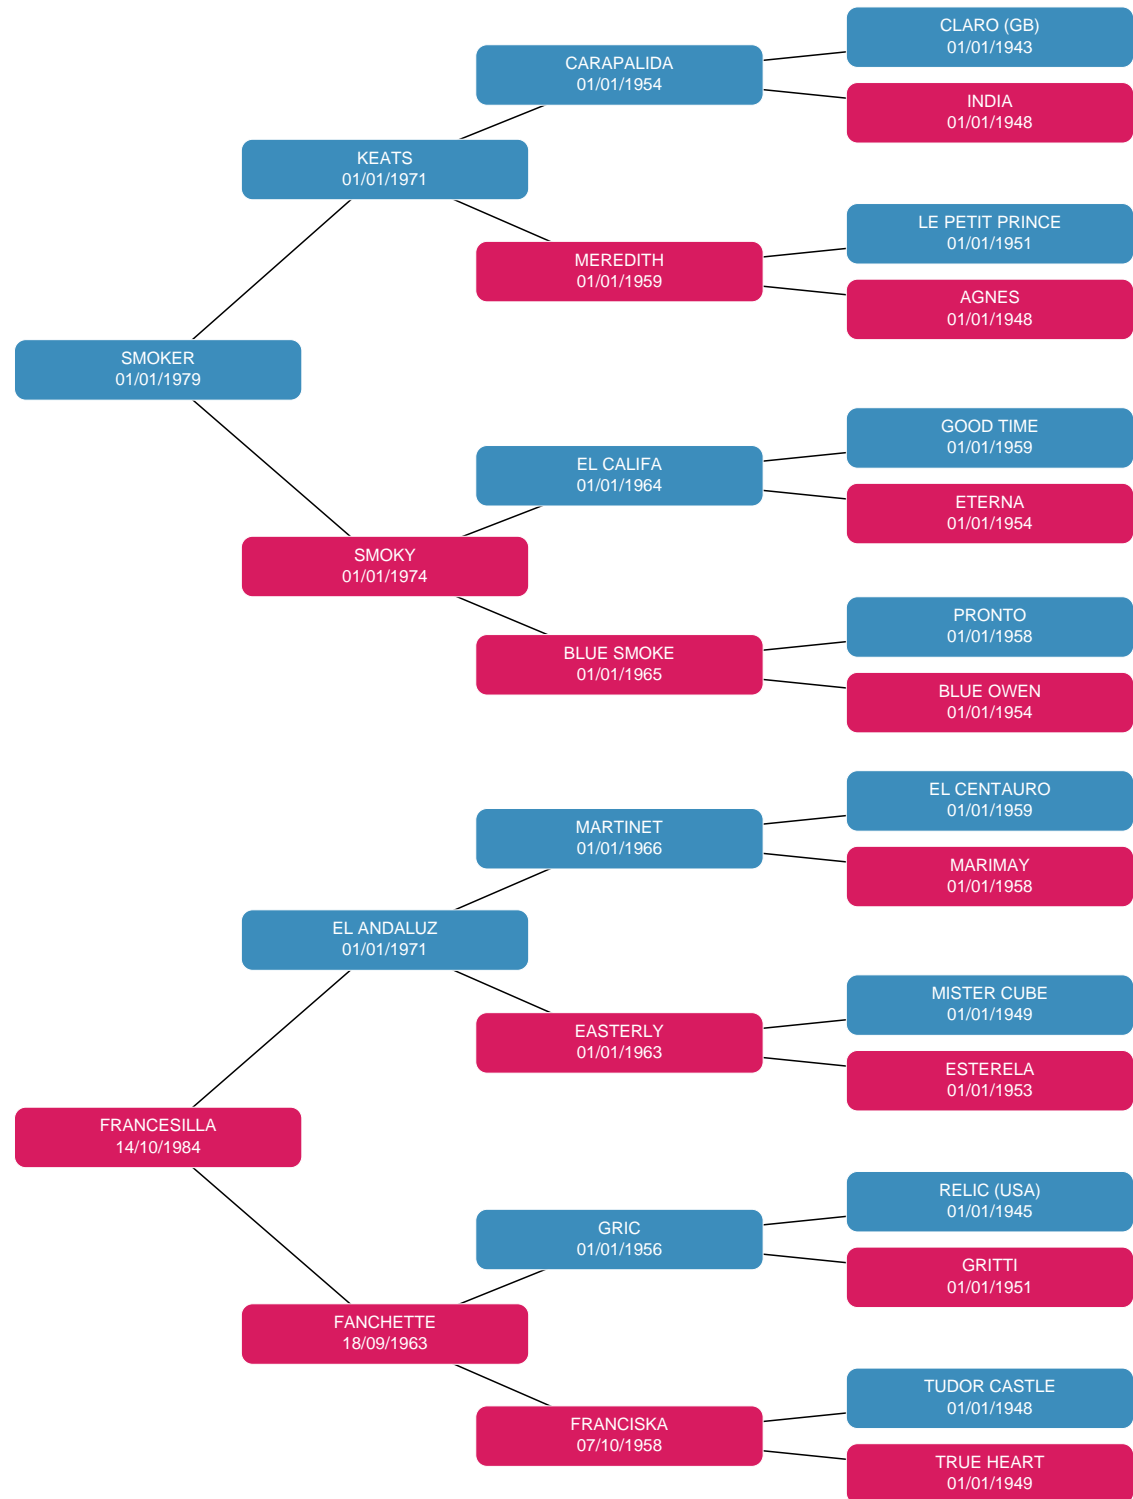 CLARO (GB)
01/01/1943
CARAPALIDA
01/01/1954
INDIA
01/01/1948
KEATS
01/01/1971
LE PETIT PRINCE
01/01/1951
MEREDITH
01/01/1959
AGNES
01/01/1948
SMOKER
01/01/1979
GOOD TIME
01/01/1959
EL CALIFA
01/01/1964
ETERNA
01/01/1954
SMOKY
01/01/1974
PRONTO
01/01/1958
BLUE SMOKE
01/01/1965
BLUE OWEN
01/01/1954
EL CENTAURO
01/01/1959
MARTINET
01/01/1966
MARIMAY
01/01/1958
EL ANDALUZ
01/01/1971
MISTER CUBE
01/01/1949
EASTERLY
01/01/1963
ESTERELA
01/01/1953
FRANCESILLA
14/10/1984
RELIC (USA)
01/01/1945
GRIC
01/01/1956
GRITTI
01/01/1951
FANCHETTE
18/09/1963
TUDOR CASTLE
01/01/1948
FRANCISKA
07/10/1958
TRUE HEART
01/01/1949